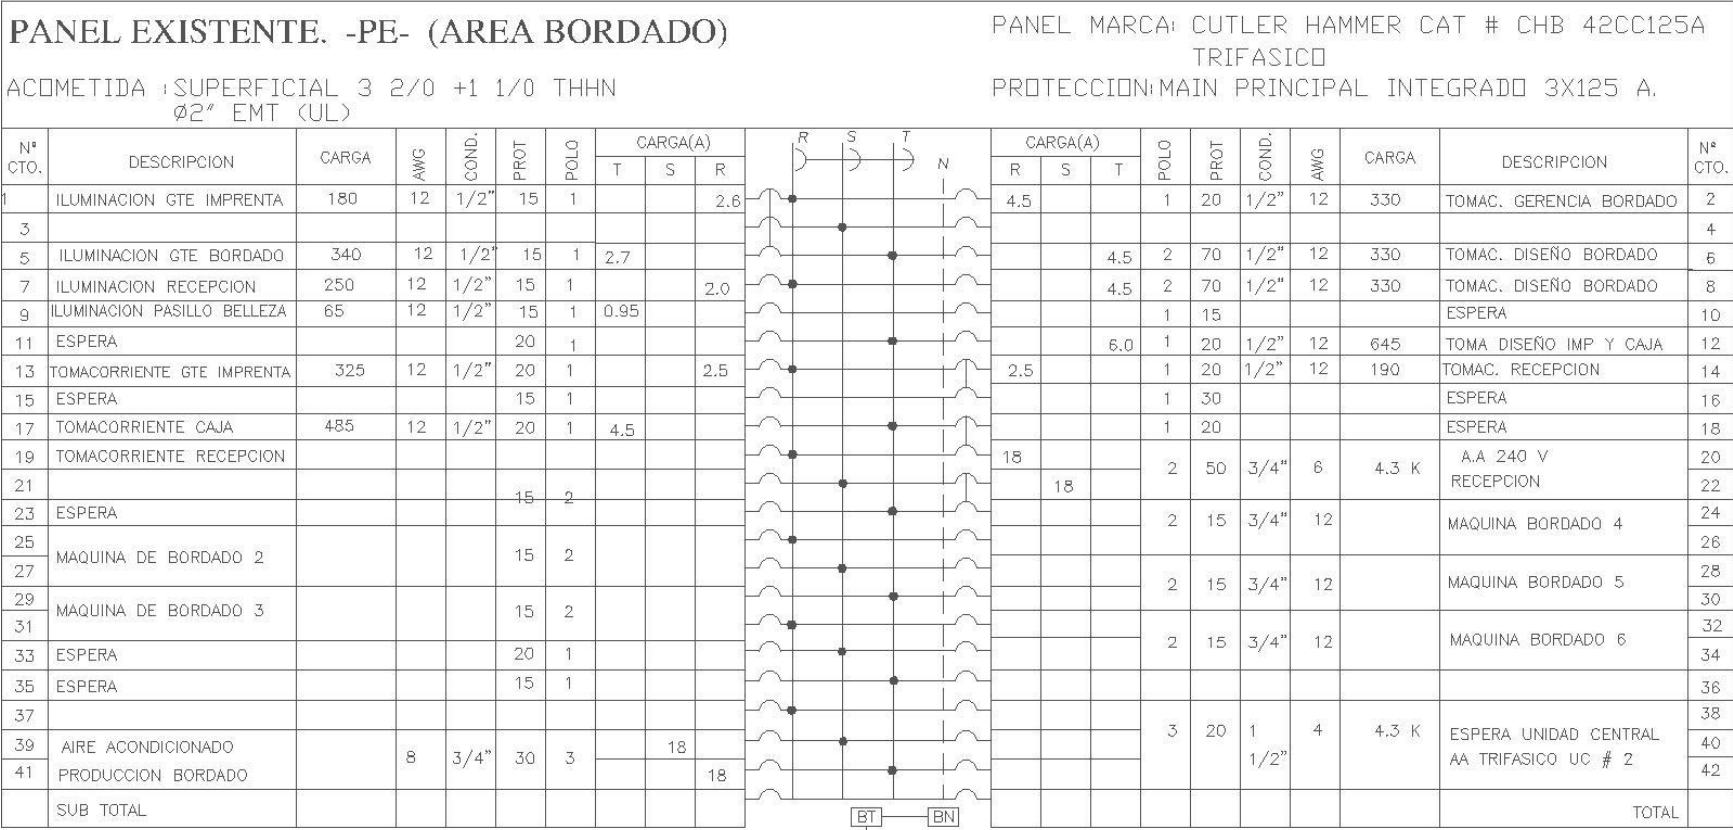 PANEL EXISTENTE. -PE- (AREA BORDADO)
PANEL MARCA: CUTLER HAMMER CAT # CHB 42CC125A
TRIFASICO
ACOMETIDA :SUPERFICIAL 3 2/0 +1 1/0 THHN
Ø2" EMT (UL)
PROTECCION:MAIN PRINCIPAL INTEGRADO 3X125 A.
Nº CTO. DESCRIPCION CARGA AWG COND. PROT POLO CARGA(A) T S R R S T N CARGA(A) R S T POLO PROT COND. AWG CARGA DESCRIPCION Nº CTO.
1 ILUMINACION GTE IMPRENTA 180 12 1/2" 15 1 2.6 4.5 1 20 1/2" 12 330 TOMAC. GERENCIA BORDADO 2
3 4
5 ILUMINACION GTE BORDADO 340 12 1/2" 15 1 2.7 4.5 2 70 1/2" 12 330 TOMAC. DISEÑO BORDADO 6
7 ILUMINACION RECEPCION 250 12 1/2" 15 1 2.0 4.5 2 70 1/2" 12 330 TOMAC. DISEÑO BORDADO 8
9 ILUMINACION PASILLO BELLEZA 65 12 1/2" 15 1 0.95 1 15 ESPERA 10
11 ESPERA 20 1 6.0 1 20 1/2" 12 645 TOMA DISEÑO IMP Y CAJA 12
13 TOMACORRIENTE GTE IMPRENTA 325 12 1/2" 20 1 2.5 2.5 1 20 1/2" 12 190 TOMAC. RECEPCION 14
15 ESPERA 15 1 1 30 ESPERA 16
17 TOMACORRIENTE CAJA 485 12 1/2" 20 1 4.5 1 20 ESPERA 18
19 TOMACORRIENTE RECEPCION 18 A.A 240 V 20
2 50 3/4" 6 4.3 K
21 15 2 18 RECEPCION 22
23 ESPERA 24
2 15 3/4" 12 MAQUINA BORDADO 4
25 26
MAQUINA DE BORDADO 2 15 2
27 28
2 15 3/4" 12 MAQUINA BORDADO 5
29 30
MAQUINA DE BORDADO 3 15 2
31 32
2 15 3/4" 12 MAQUINA BORDADO 6
33 ESPERA 20 1 34
35 ESPERA 15 1 36
37 38
3 20 1 1/2" 4 4.3 K ESPERA UNIDAD CENTRAL
39 AIRE ACONDICIONADO 18 40
8 3/4" 30 3 AA TRIFASICO UC # 2
41 PRODUCCION BORDADO 18 42
SUB TOTAL BT BN TOTAL